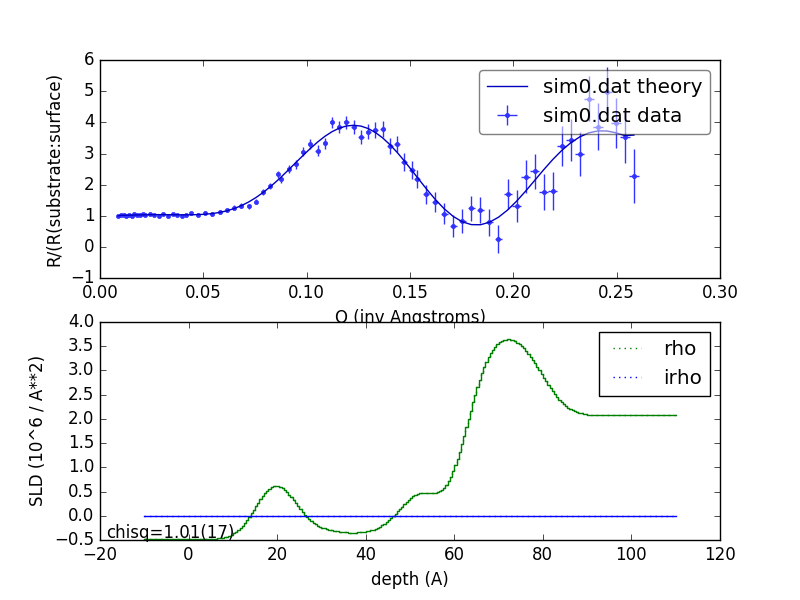 6
5
4
3
2
1
0
−1
R/(R(substrate:surface)
sim0.dat theory
sim0.dat data
0.00 0.05 0.10 0.15 0.20 0.25 0.30
Q (inv Angstroms)
4.0
3.5
3.0
2.5
2.0
1.5
1.0
0.5
0.0
−0.5
SLD (10^6 / A**2)
rho
irho
chisq=1.01(17)
−20 0 20 40 60 80 100 120
depth (A)